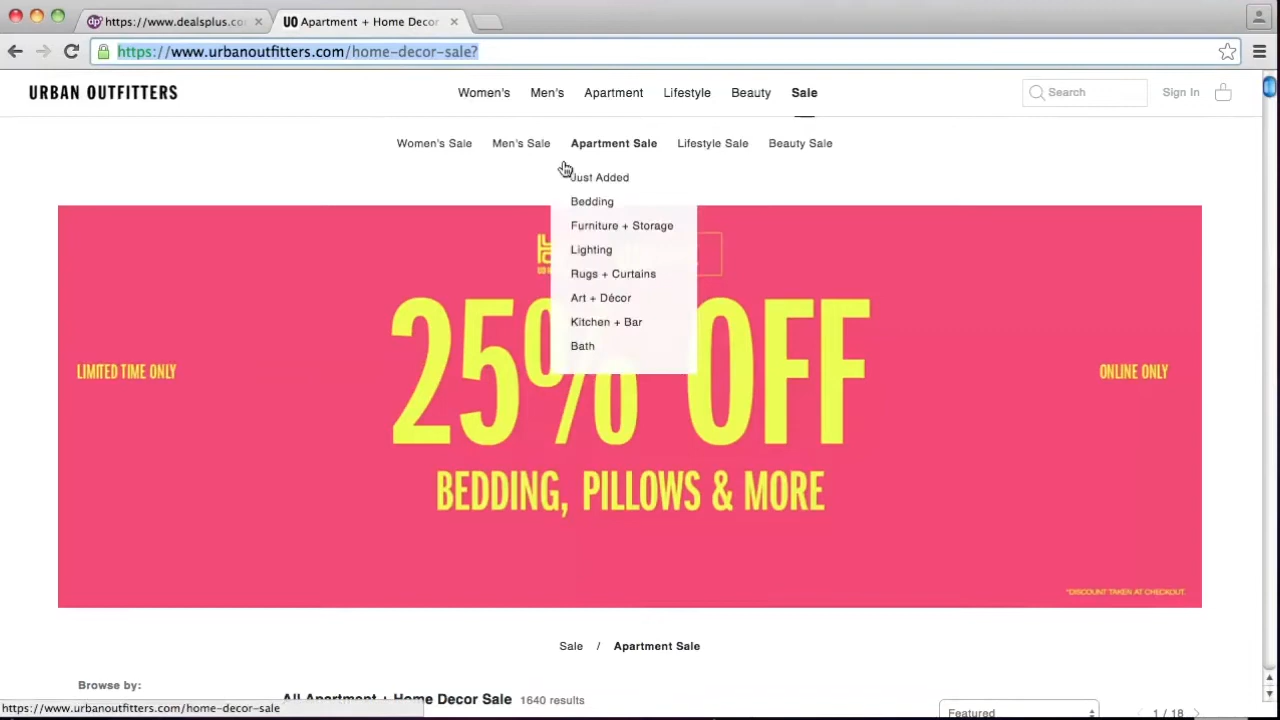 https://www.dealsplus.co
UO Apartment + Home Decor
https://www.urbanoutfitters.com/home-decor-sale?
URBAN OUTFITTERS
Women's Men's Apartment Lifestyle Beauty Sale
Search
Sign In
Women's Sale Men's Sale Apartment Sale Lifestyle Sale Beauty Sale
Just Added
Bedding
Furniture + Storage
Lighting
Rugs + Curtains
Art + Décor
Kitchen + Bar
Bath
LIMITED TIME ONLY
25% OFF
ONLINE ONLY
BEDDING, PILLOWS & MORE
*DISCOUNT TAKEN AT CHECKOUT.
Sale / Apartment Sale
Browse by:
All Apartment + Home Decor Sale 1640 results
Featured
1 / 18
https://www.urbanoutfitters.com/home-decor-sale